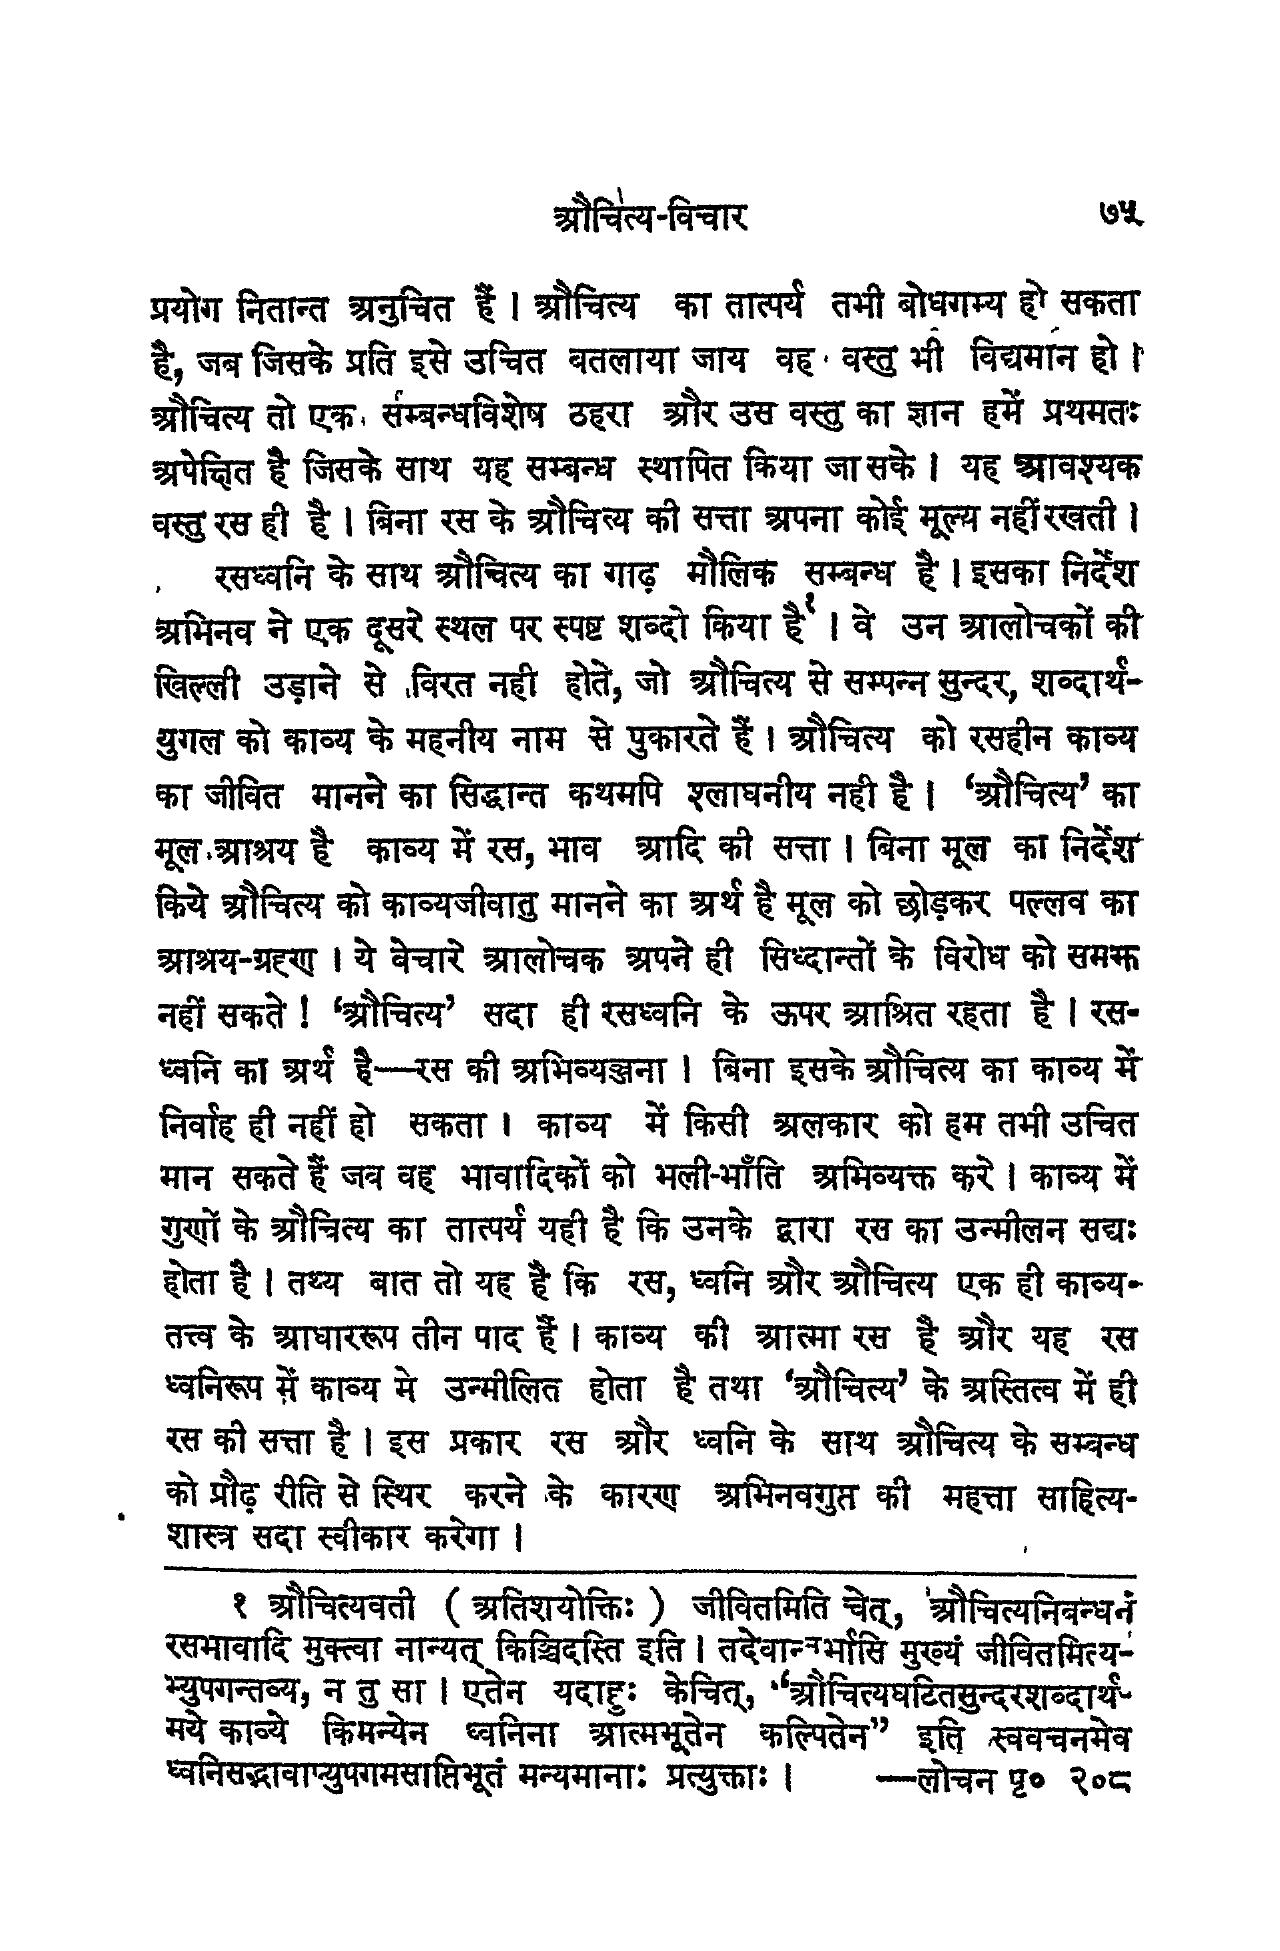 औचित्य-विचार ७५
प्रयोग नितान्त अनुचित हैं । औचित्य का तात्पर्य तभी बोधगम्य हो सकता
है, जब जिसके प्रति इसे उचित वतलाया जाय वह वस्तु भी विद्यमान हो ।
औचित्य तो एक सम्बन्धविशेष ठहरा और उस वस्तु का ज्ञान हमें प्रथमतः
अपेक्षित है जिसके साथ यह सम्बन्ध स्थापित किया जा सके । यह आवश्यक
वस्तु रस ही है । बिना रस के औचित्य की सत्ता अपना कोई मूल्य नहीं रखती ।
रसध्वनि के साथ औचित्य का गाढ़ मौलिक सम्बन्ध है । इसका निर्देश
अभिनव ने एक दूसरे स्थल पर स्पष्ट शब्दो किया है१ । वे उन आलोचकों की
खिल्ली उड़ाने से विरत नही होते, जो औचित्य से सम्पन्न सुन्दर, शब्दार्थ-
युगल को काव्य के महनीय नाम से पुकारते हैं । औचित्य को रसहीन काव्य
का जीवित मानने का सिद्धान्त कथमपि श्लाघनीय नही है । ‘औचित्य’ का
मूल आश्रय है काव्य में रस, भाव आदि की सत्ता । बिना मूल का निर्देश
किये औचित्य को काव्यजीवातु मानने का अर्थ है मूल को छोड़कर पल्लव का
आश्रय-ग्रहण । ये वेचारे आलोचक अपने ही सिध्दान्तों के विरोध को समझ
नहीं सकते ! ‘औचित्य’ सदा ही रसध्वनि के ऊपर आश्रित रहता है । रस-
ध्वनि का अर्थ है—रस की अभिव्यञ्जना । बिना इसके औचित्य का काव्य में
निर्वाह ही नहीं हो सकता । काव्य में किसी अलकार को हम तभी उचित
मान सकते हैं जव वह भावादिकों को भली-भाँति अभिव्यक्त करे । काव्य में
गुणों के औचित्य का तात्पर्य यही है कि उनके द्वारा रस का उन्मीलन सद्यः
होता है । तथ्य बात तो यह है कि रस, ध्वनि और औचित्य एक ही काव्य-
तत्त्व के आधाररूप तीन पाद हैं । काव्य की आत्मा रस है और यह रस
ध्वनिरूप में काव्य मे उन्मीलित होता है तथा ‘औचित्य’ के अस्तित्व में ही
रस की सत्ता है । इस प्रकार रस और ध्वनि के साथ औचित्य के सम्वन्ध
को प्रौढ़ रीति से स्थिर करने के कारण अभिनवगुप्त की महत्ता साहित्य-
शास्त्र सदा स्वीकार करेगा ।
१ औचित्यवती ( अतिशयोक्तिः ) जीवितमिति चेत्, औचित्यनिवन्धनं
रसभावादि मुक्त्वा नान्यत् किञ्चिदस्ति इति । तदेवान्तर्भासि मुख्यं जीवितमित्य-
भ्युपगन्तव्य, न तु सा । एतेन यदाहुः केचित्, “औचित्यघटितसुन्दरशव्दार्थ-
मये काव्ये किमन्येन ध्वनिना आत्मभूतेन कल्पितेन” इति स्ववचनमेव
ध्वनिसद्भावाप्युपगमसाप्तिभूतं मन्यमानाः प्रत्युक्ताः । —लोचन पृ० २०८